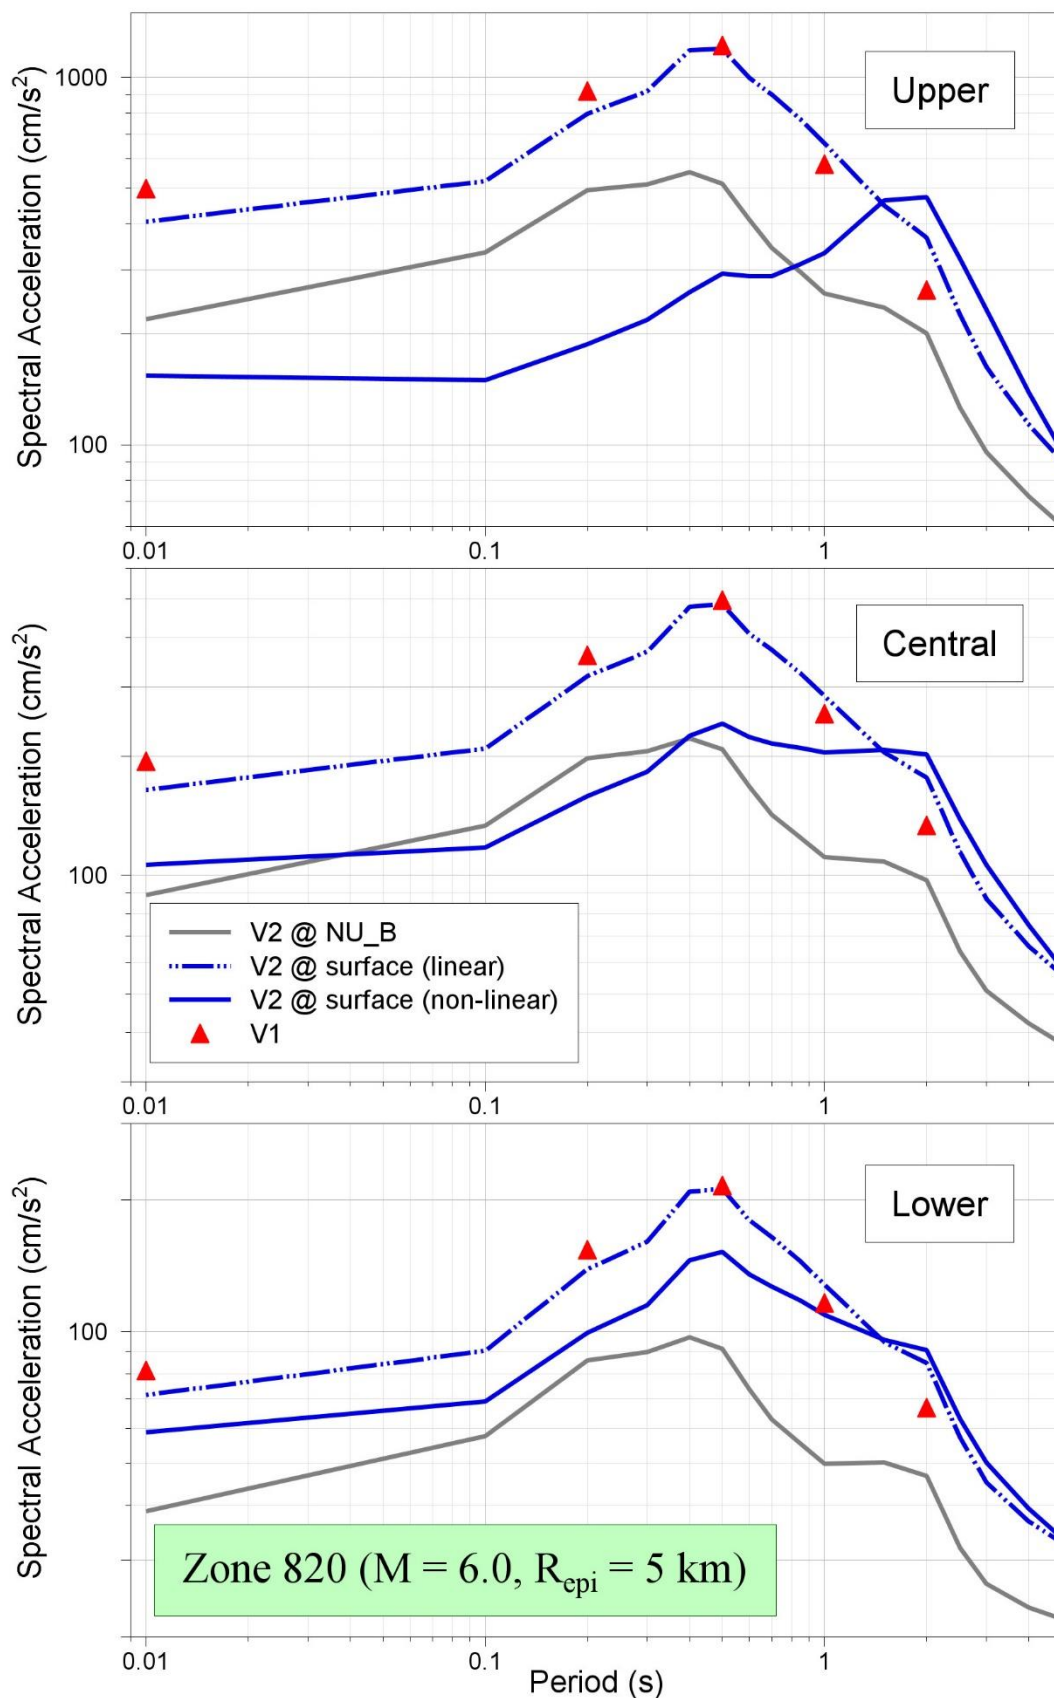 Spectral Acceleration (cm/s²)
1000
100
Upper
0.01 0.1 1
Spectral Acceleration (cm/s²)
100
Central
V2 @ NU_B
V2 @ surface (linear)
V2 @ surface (non-linear)
V1
0.01 0.1 1
Spectral Acceleration (cm/s²)
100
Lower
Zone 820 (M = 6.0, Repi = 5 km)
0.01 0.1 1
Period (s)